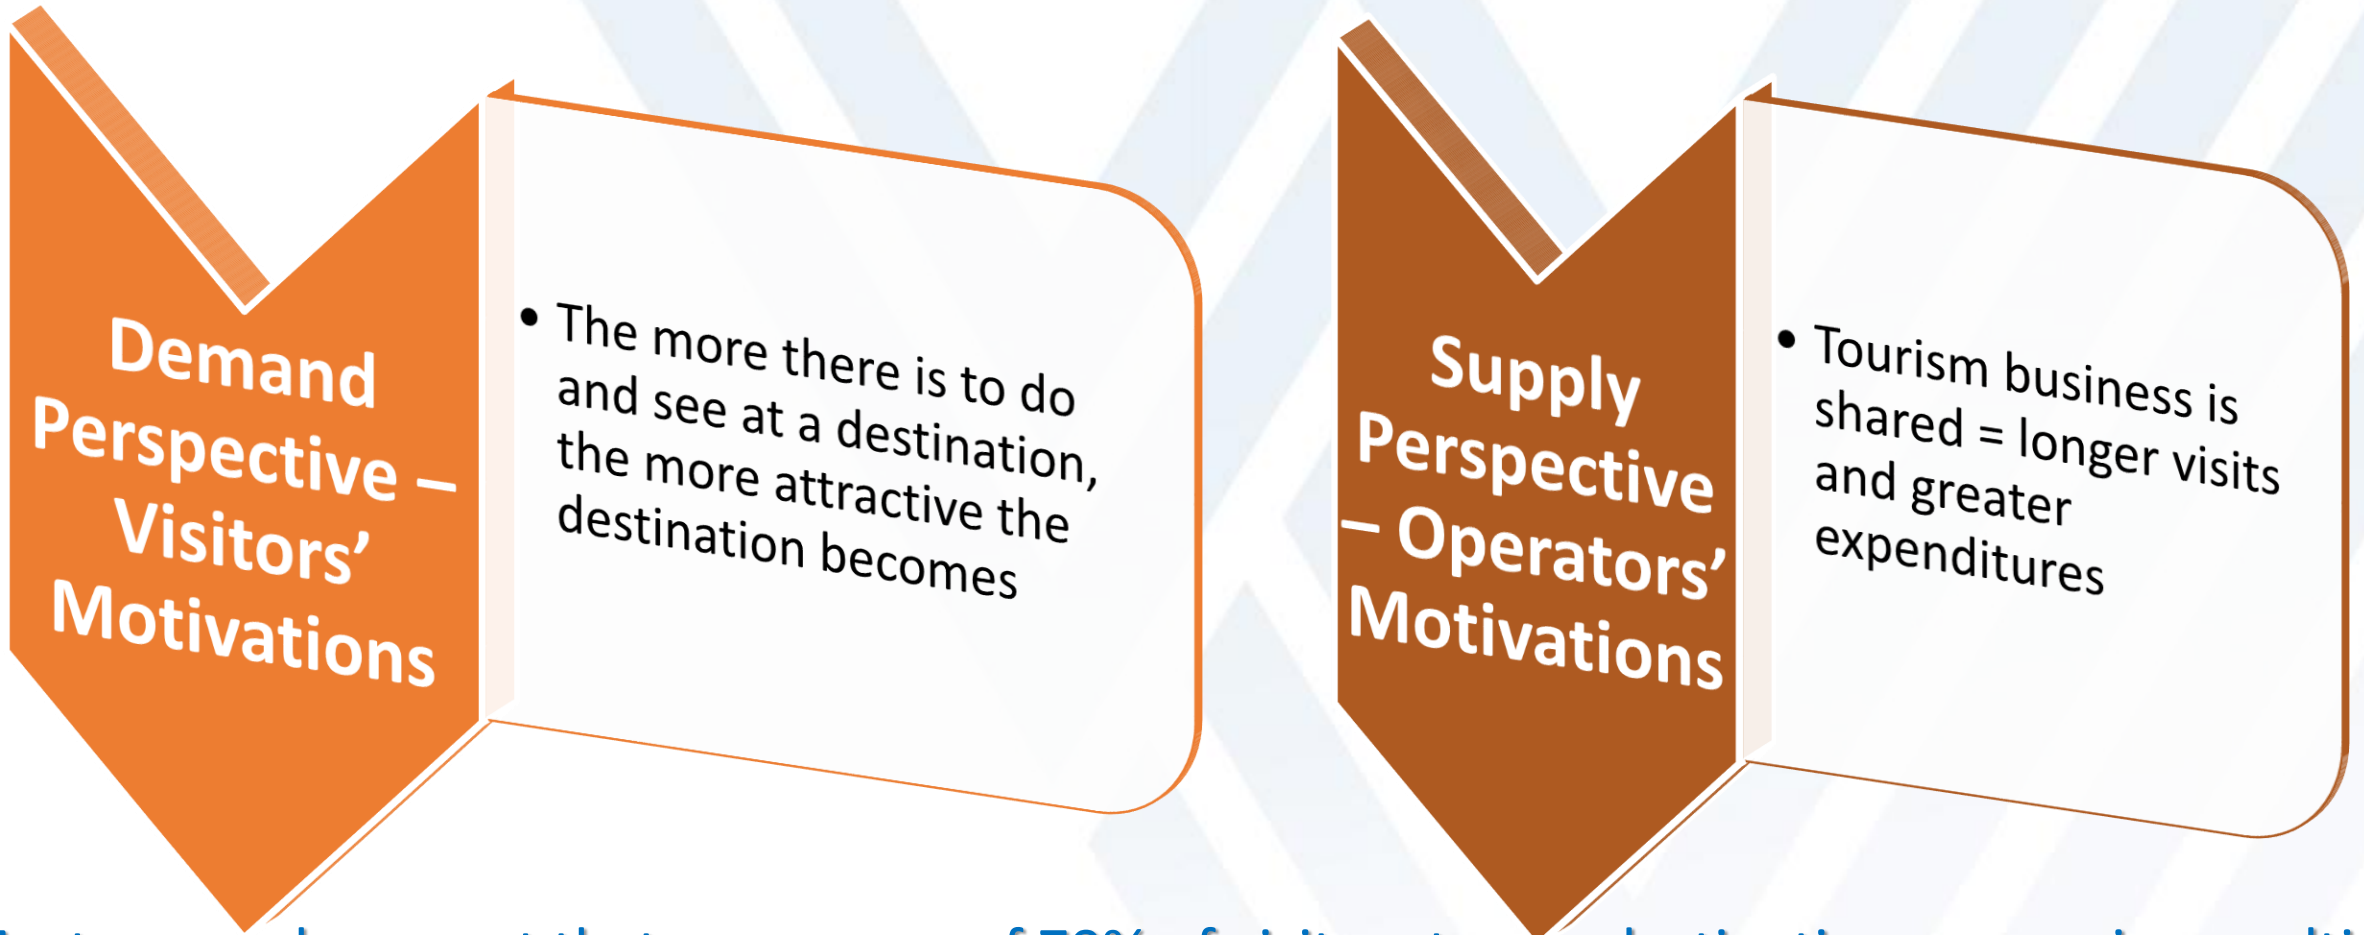 Demand
Perspective –
Visitors’
Motivations
• The more there is to do
and see at a destination,
the more attractive the
destination becomes
Supply
Perspective
– Operators’
Motivations
• Tourism business is
shared = longer visits
and greater
expenditures